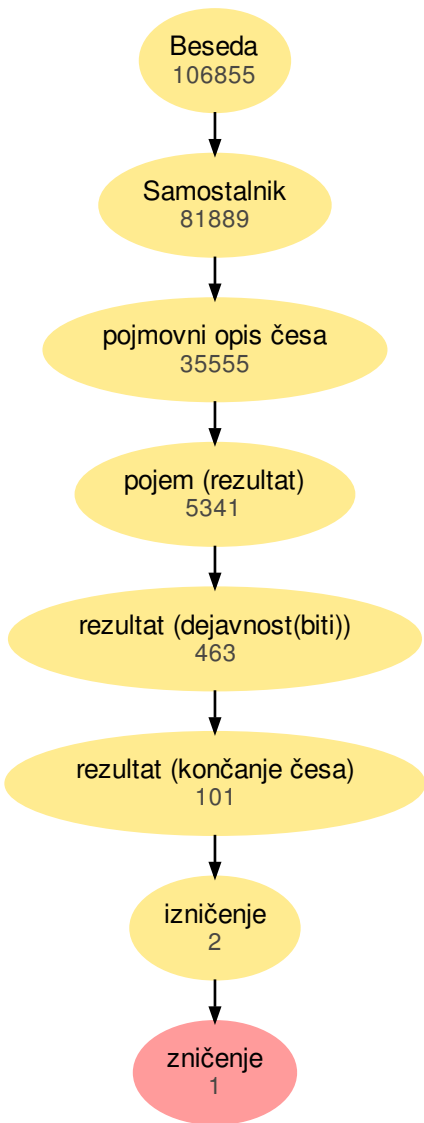 Beseda
106855
Samostalnik
81889
pojmovni opis česa
35555
pojem (rezultat)
5341
rezultat (dejavnost(biti))
463
rezultat (končanje česa)
101
izničenje
2
zničenje
1